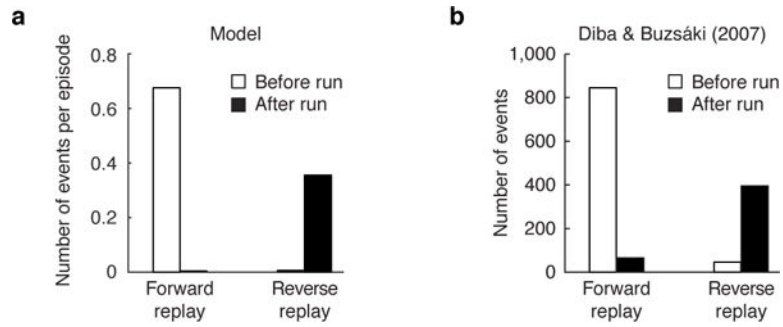 a
Model
Number of events per episode
0.8
0.6
0.4
0.2
0
Before run
After run
Forward
replay
Reverse
replay
b
Diba & Buzsáki (2007)
Number of events
1,000
800
600
400
200
0
Before run
After run
Forward
replay
Reverse
replay